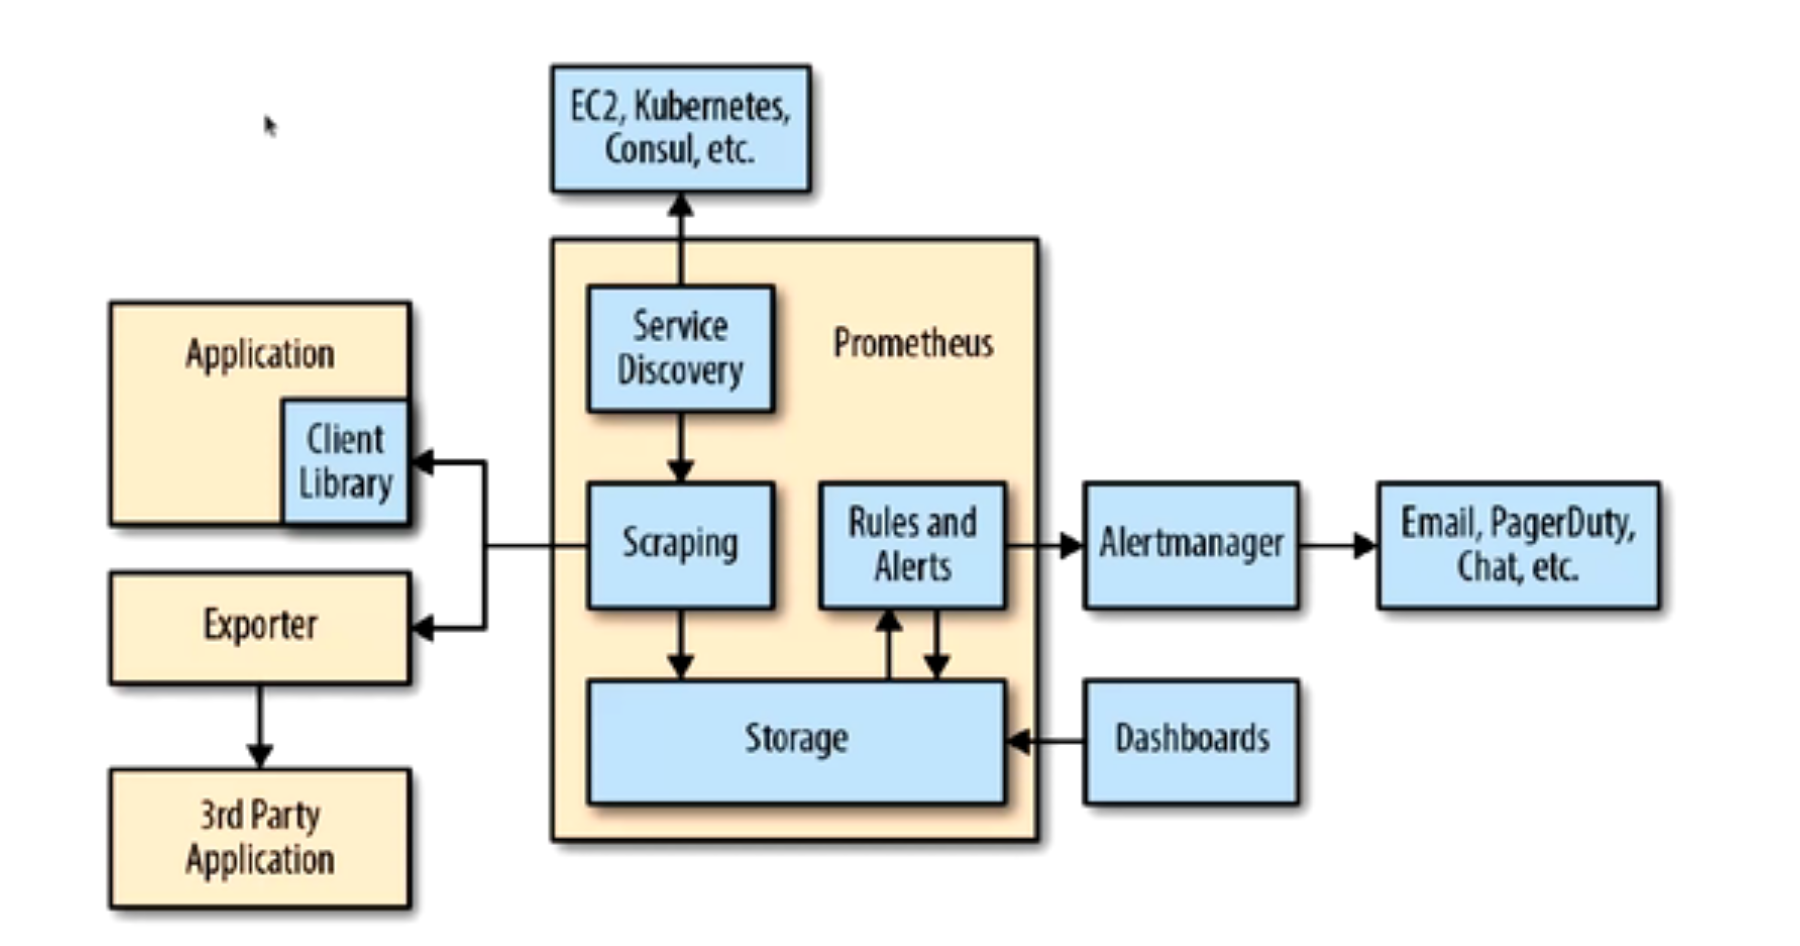 EC2, Kubernetes,
Consul, etc.
Service
Discovery
Prometheus
Application
Client
Library
Scraping
Rules and
Alerts
Alertmanager
Email, PagerDuty,
Chat, etc.
Exporter
Storage
Dashboards
3rd Party
Application